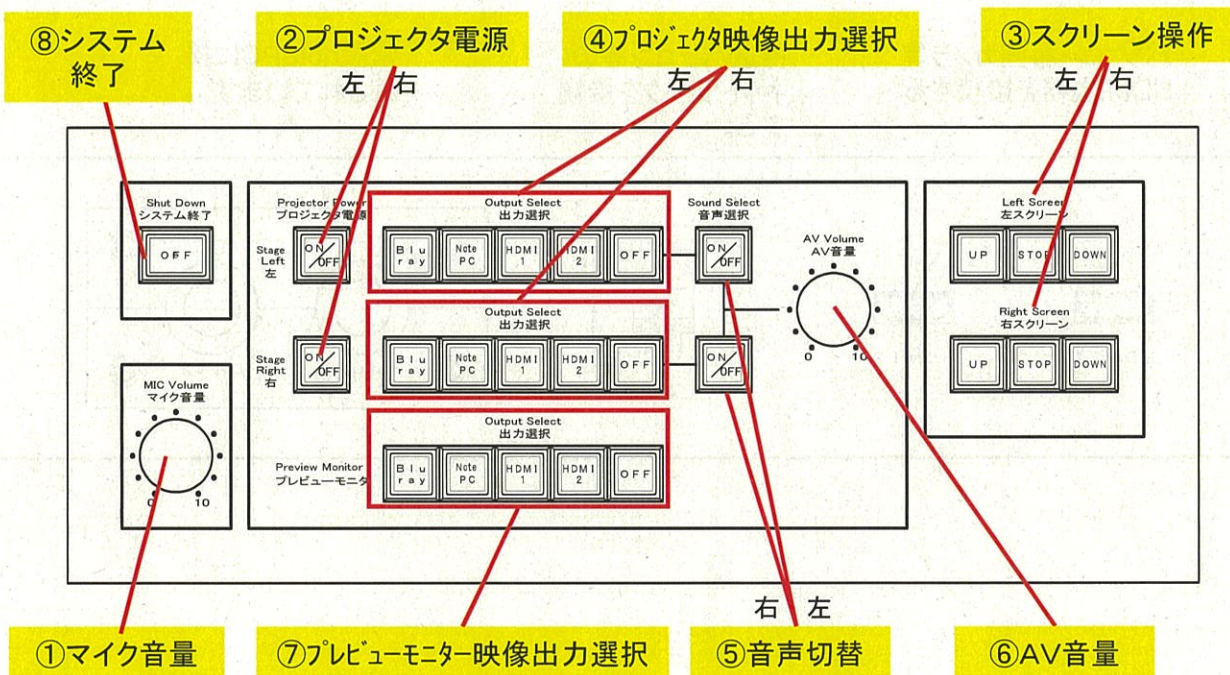 ⑧システム
終了
②プロジェクタ電源
左 右
④プロジェクタ映像出力選択
左 右
③スクリーン操作
左 右
Shut Down
システム終了
OFF
Projector Power
プロジェクタ電源
Stage
Left
左
ON/OFF
Output Select
出力選択
Blu
ray
Note
PC
HDMI
1
HDMI
2
OFF
Sound Select
音声選択
ON/OFF
AV Volume
AV音量
0 10
Left Screen
左スクリーン
UP STOP DOWN
Right Screen
右スクリーン
UP STOP DOWN
Stage
Right
右
ON/OFF
Output Select
出力選択
Blu
ray
Note
PC
HDMI
1
HDMI
2
OFF
ON/OFF
MIC Volume
マイク音量
0 10
Preview Monitor
プレビューモニタ
Output Select
出力選択
Blu
ray
Note
PC
HDMI
1
HDMI
2
OFF
右 左
①マイク音量
⑦プレビューモニター映像出力選択
⑤音声切替
⑥AV音量